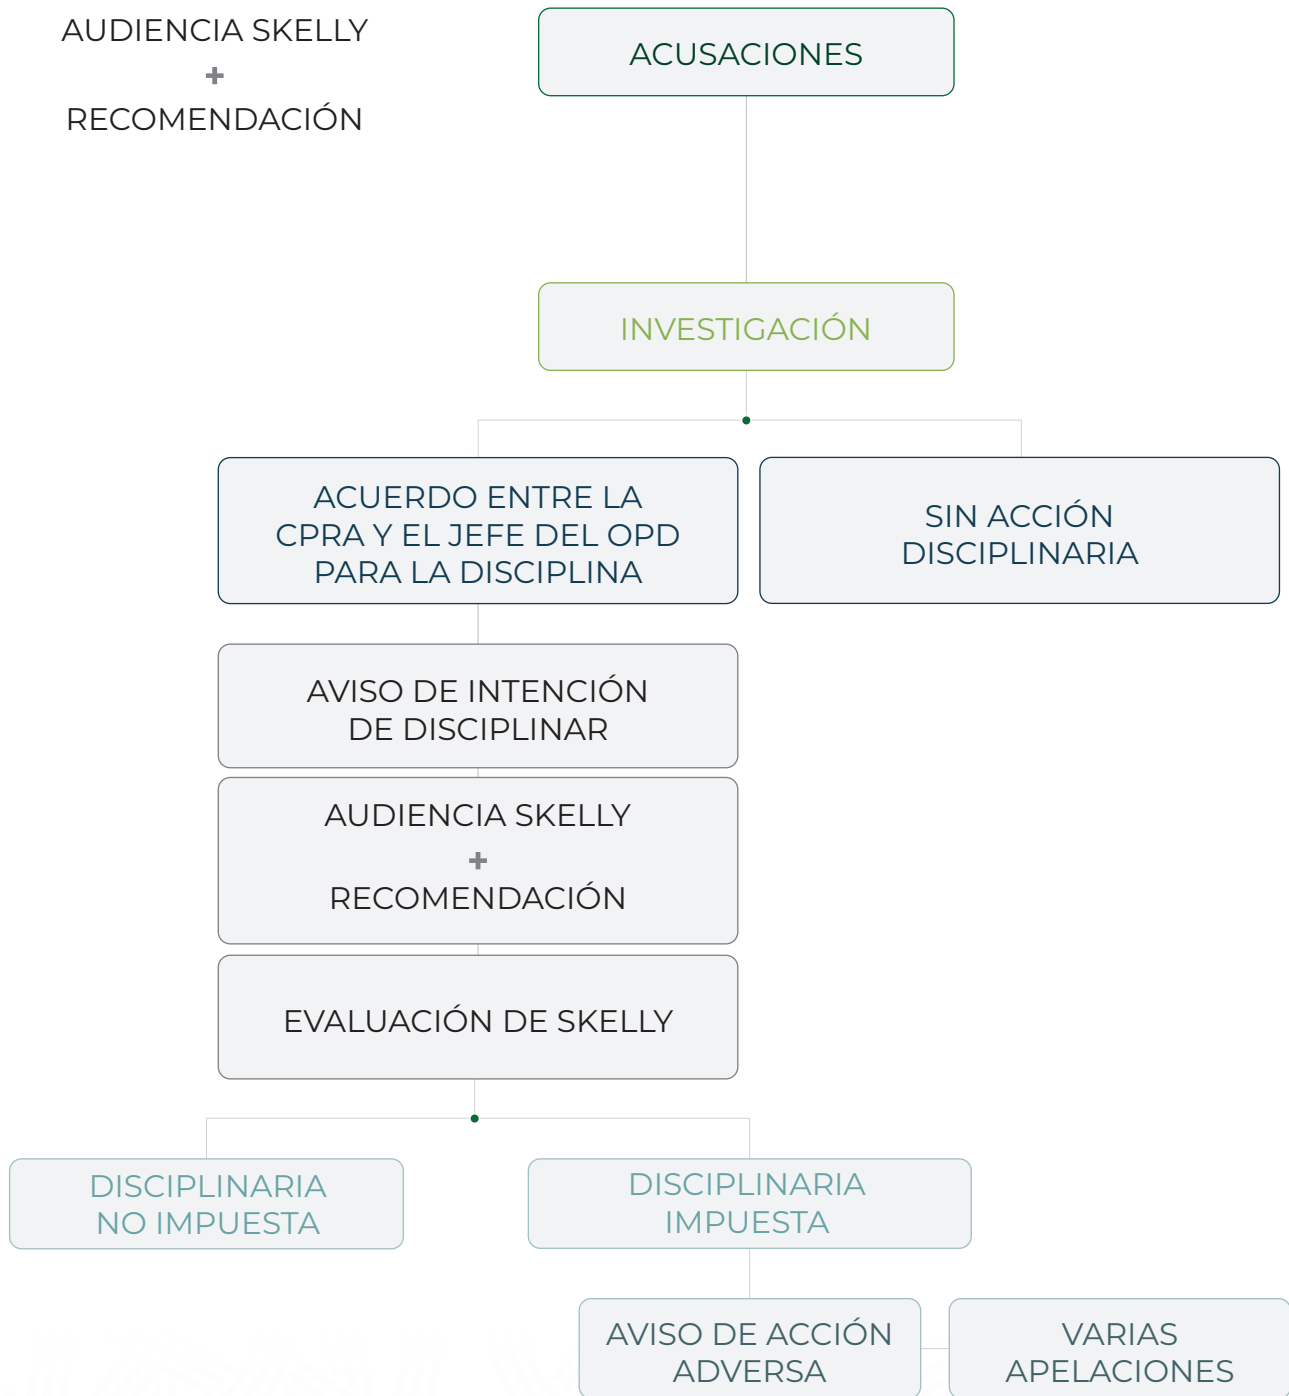 AUDIENCIA SKELLY
+
RECOMENDACIÓN
ACUSACIONES
INVESTIGACIÓN
ACUERDO ENTRE LA
CPRA Y EL JEFE DEL OPD
PARA LA DISCIPLINA
SIN ACCIÓN
DISCIPLINARIA
AVISO DE INTENCIÓN
DE DISCIPLINAR
AUDIENCIA SKELLY
+
RECOMENDACIÓN
EVALUACIÓN DE SKELLY
DISCIPLINARIA
NO IMPUESTA
DISCIPLINARIA
IMPUESTA
AVISO DE ACCIÓN
ADVERSA
VARIAS
APELACIONES